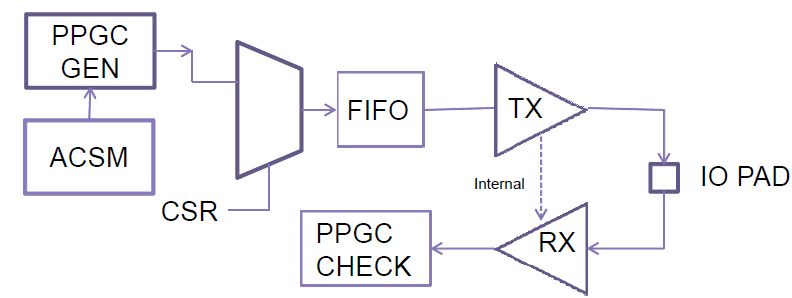 PPGC
GEN
ACSM
CSR
FIFO
TX
Internal
RX
IO PAD
PPGC
CHECK